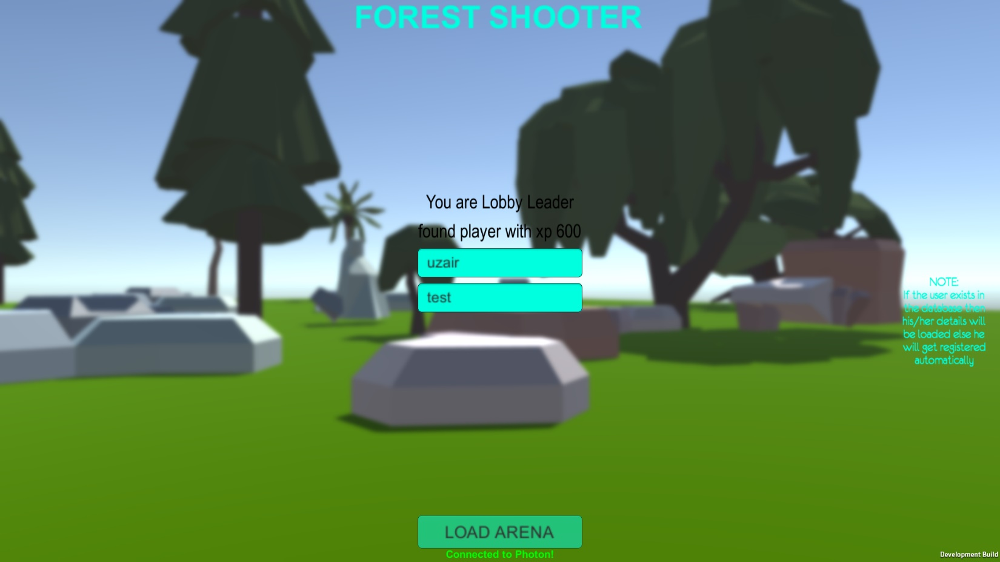 FOREST SHOOTER
You are Lobby Leader
found player with xp 600
uzair
test
NOTE:
If the user exists in
the database then
his/her details will
be loaded else he
will get registered
automatically
LOAD ARENA
Connected to Photon!
Development Build